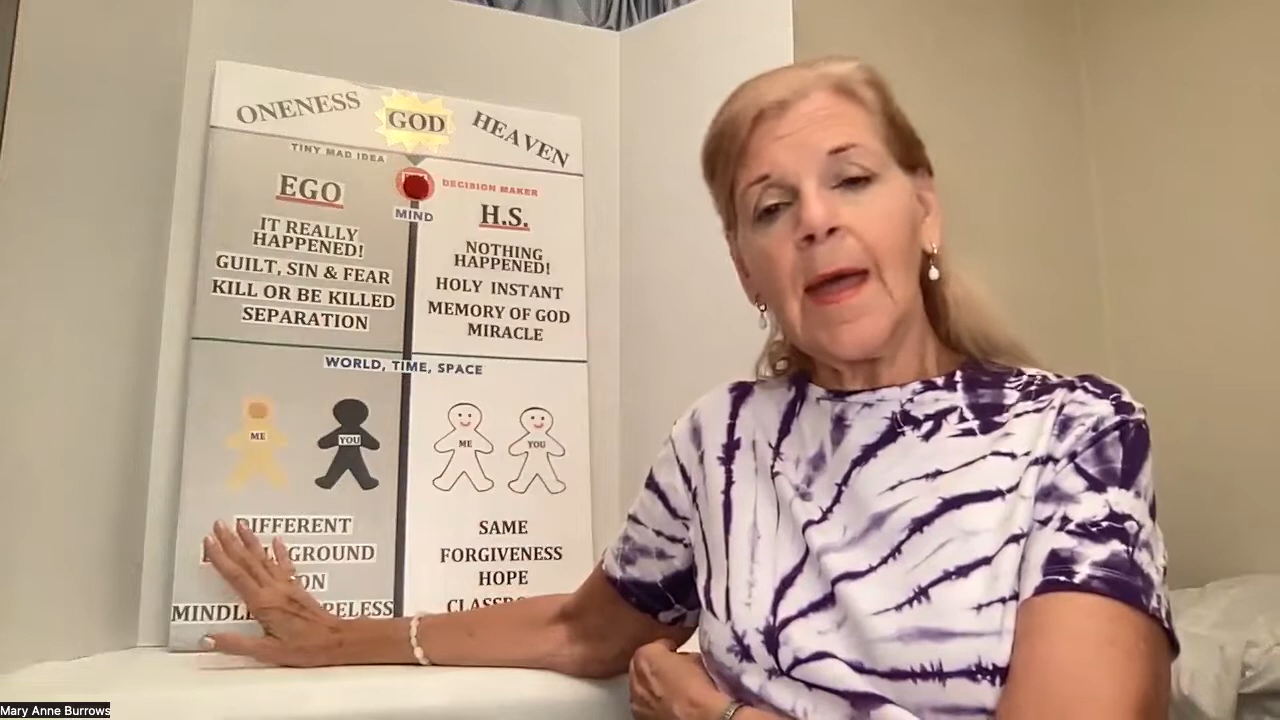 ONENESS GOD HEAVEN
TINY MAD IDEA
DECISION MAKER
MIND
EGO
IT REALLY
HAPPENED!
GUILT, SIN & FEAR
KILL OR BE KILLED
SEPARATION
H.S.
NOTHING
HAPPENED!
HOLY INSTANT
MEMORY OF GOD
MIRACLE
WORLD, TIME, SPACE
ME
YOU
ME
YOU
DIFFERENT
SAME
FORGIVENESS
HOPE
Mary Anne Burrows